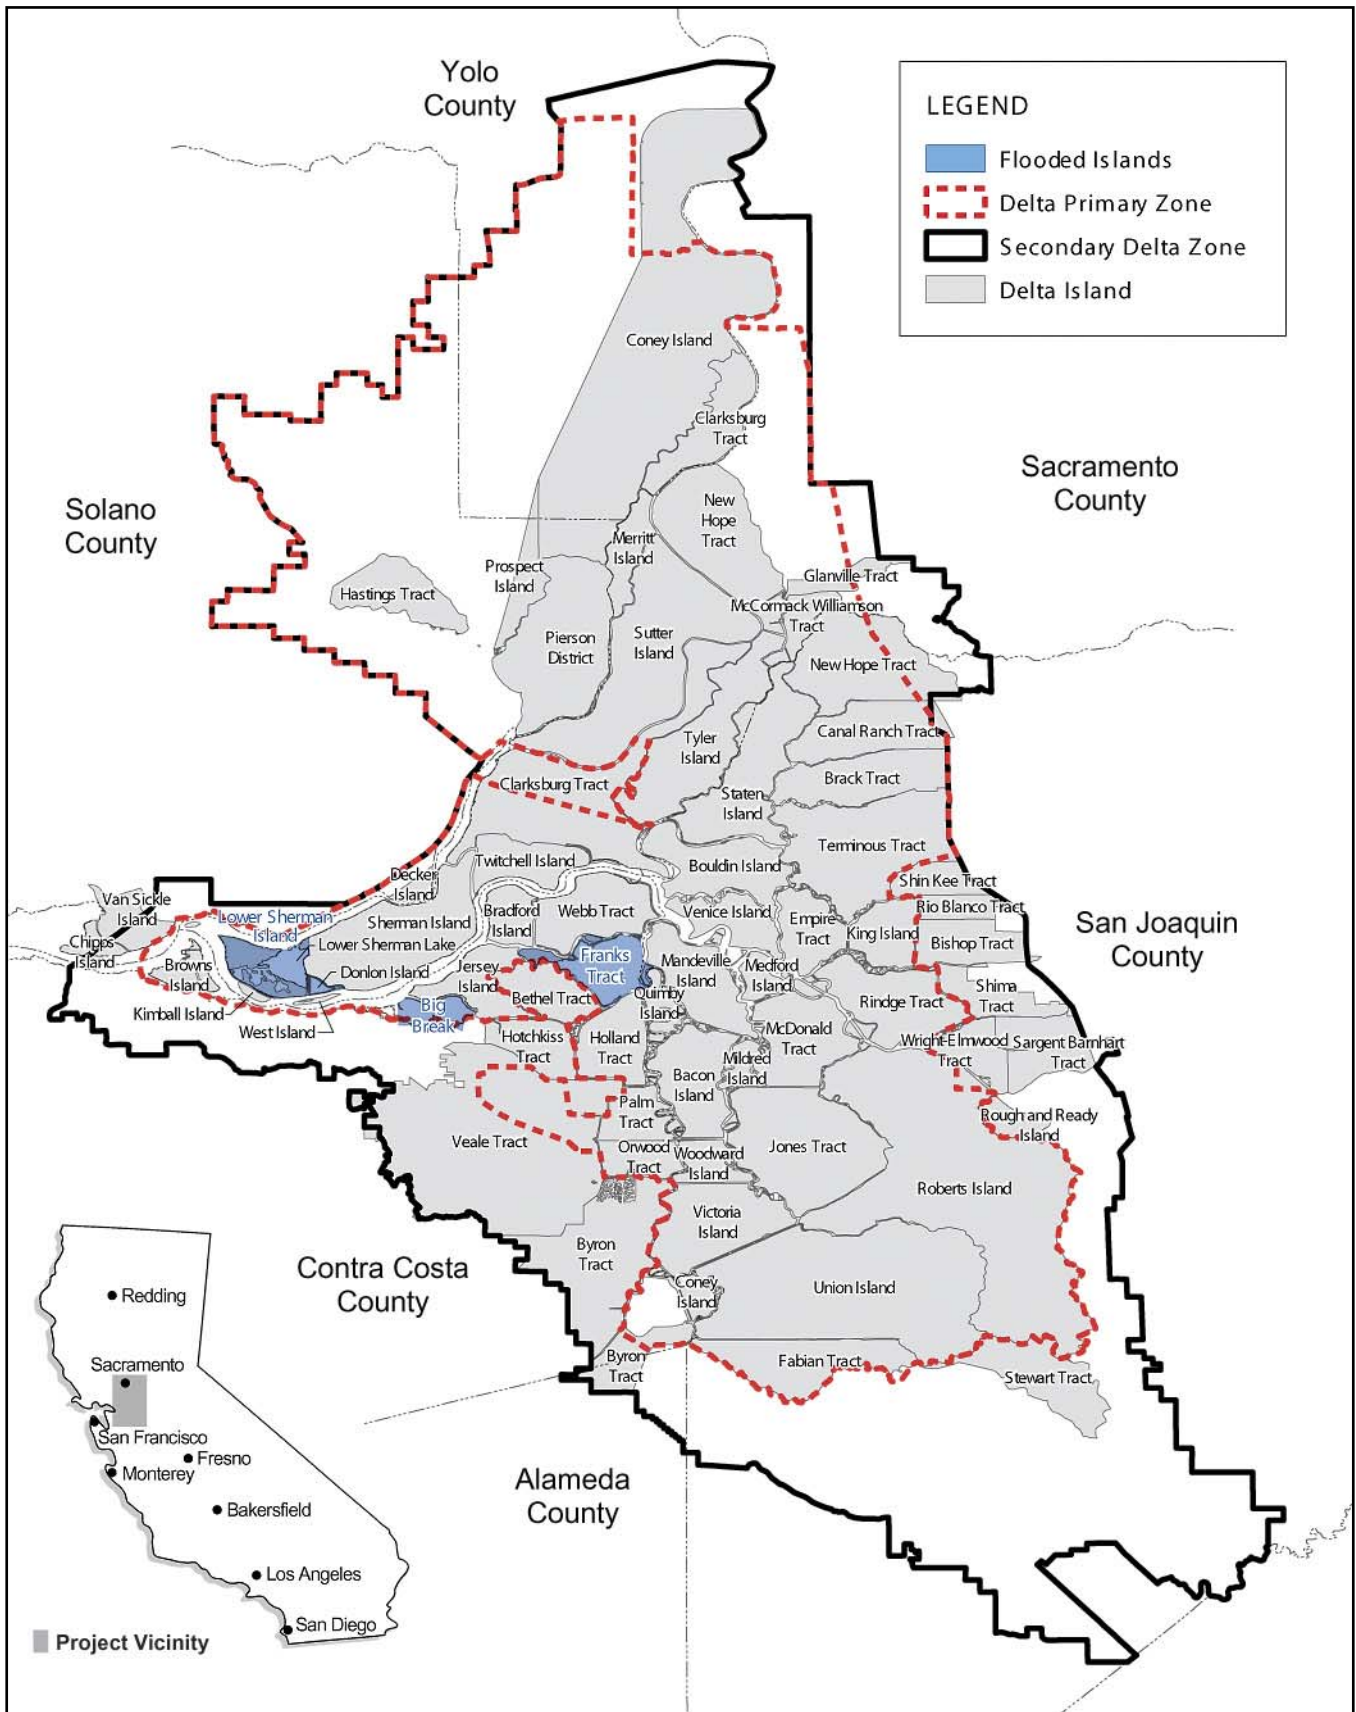 Yolo
County
LEGEND
Flooded Islands
Delta Primary Zone
Secondary Delta Zone
Delta Island
Coney Island
Clarksburg
Tract
Sacramento
County
Solano
County
New
Hope
Tract
Merritt
Island
Prospect
Island
Glanville Tract
Hastings Tract
McCormack Williamson
Tract
Pierson
District
Sutter
Island
New Hope Tract
Canal Ranch Tract
Tyler
Island
Brack Tract
Clarksburg Tract
Staten
Island
Terminous Tract
Twitchell Island
Bouldin Island
Decker
Island
Shin Kee Tract
Van Sickle
Island
Rio Blanco Tract
Lower Sherman
Island
Sherman Island
Bradford
Island
Webb Tract
Venice Island
Empire
Tract
King Island
San Joaquin
County
Chipps
Island
Lower Sherman Lake
Bishop Tract
Browns
Island
Donlon Island
Jersey
Island
Franks
Tract
Mandeville
Island
Medford
Island
Bethel Tract
Quimby
Island
Rindge Tract
Shima
Tract
Kimball Island
West Island
Big
Break
Hotchkiss
Tract
Holland
Tract
McDonald
Tract
Wright-Elmwood
Tract
Sargent Barnhart
Tract
Mildred
Island
Bacon
Island
Palm
Tract
Rough and Ready
Island
Veale Tract
Orwood
Tract
Woodward
Island
Jones Tract
Roberts Island
Victoria
Island
Byron
Tract
Contra Costa
County
Coney
Island
Union Island
Byron
Tract
Fabian Tract
Stewart Tract
Alameda
County
Redding
Sacramento
San Francisco
Fresno
Monterey
Bakersfield
Los Angeles
San Diego
Project Vicinity